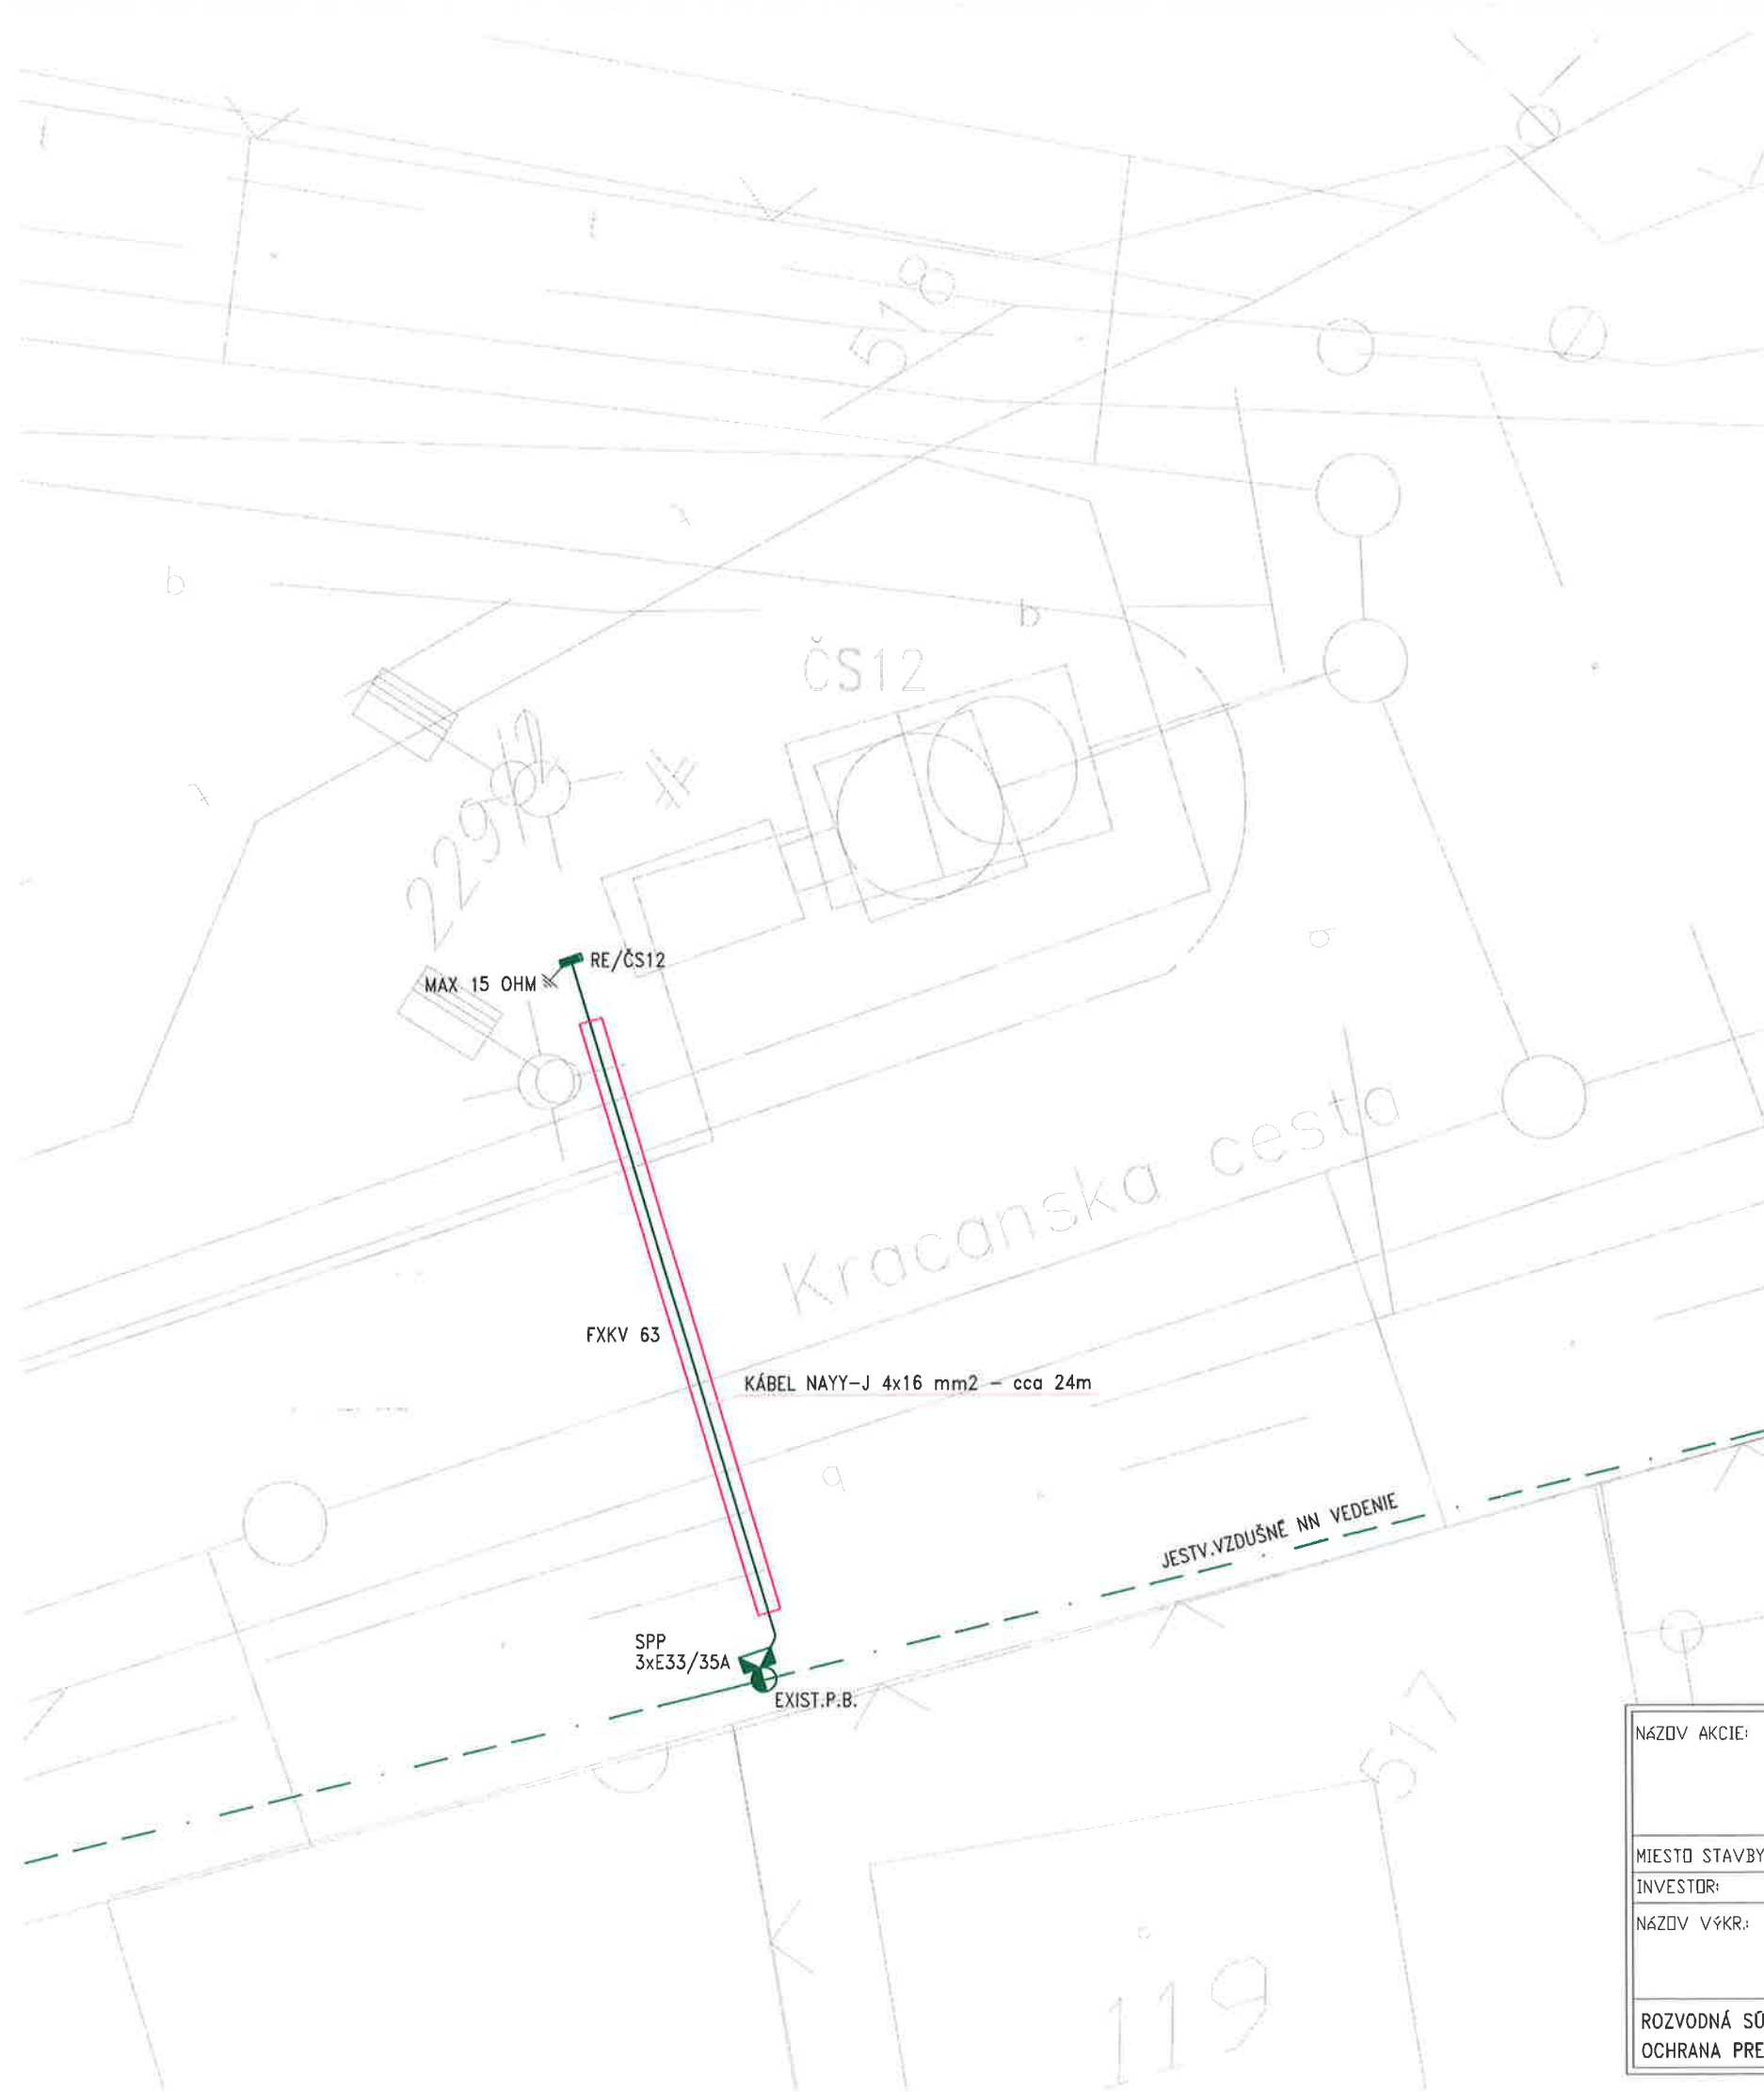 518
b
b
ČS12
229/2
RE/ČS12
MAX 15 OHM
Kracanska cesta
FXKV 63
KÁBEL NAYY-J 4x16 mm2 - cca 24m
JESTV.VZDUŠNÉ NN VEDENIE
SPP
3xE33/35A
EXIST.P.B.
517
119
NÁZOV AKCIE:
MIESTO STAVBY
INVESTOR:
NÁZOV VÝKR.:
ROZVODNÁ SÚ
OCHRANA PRE